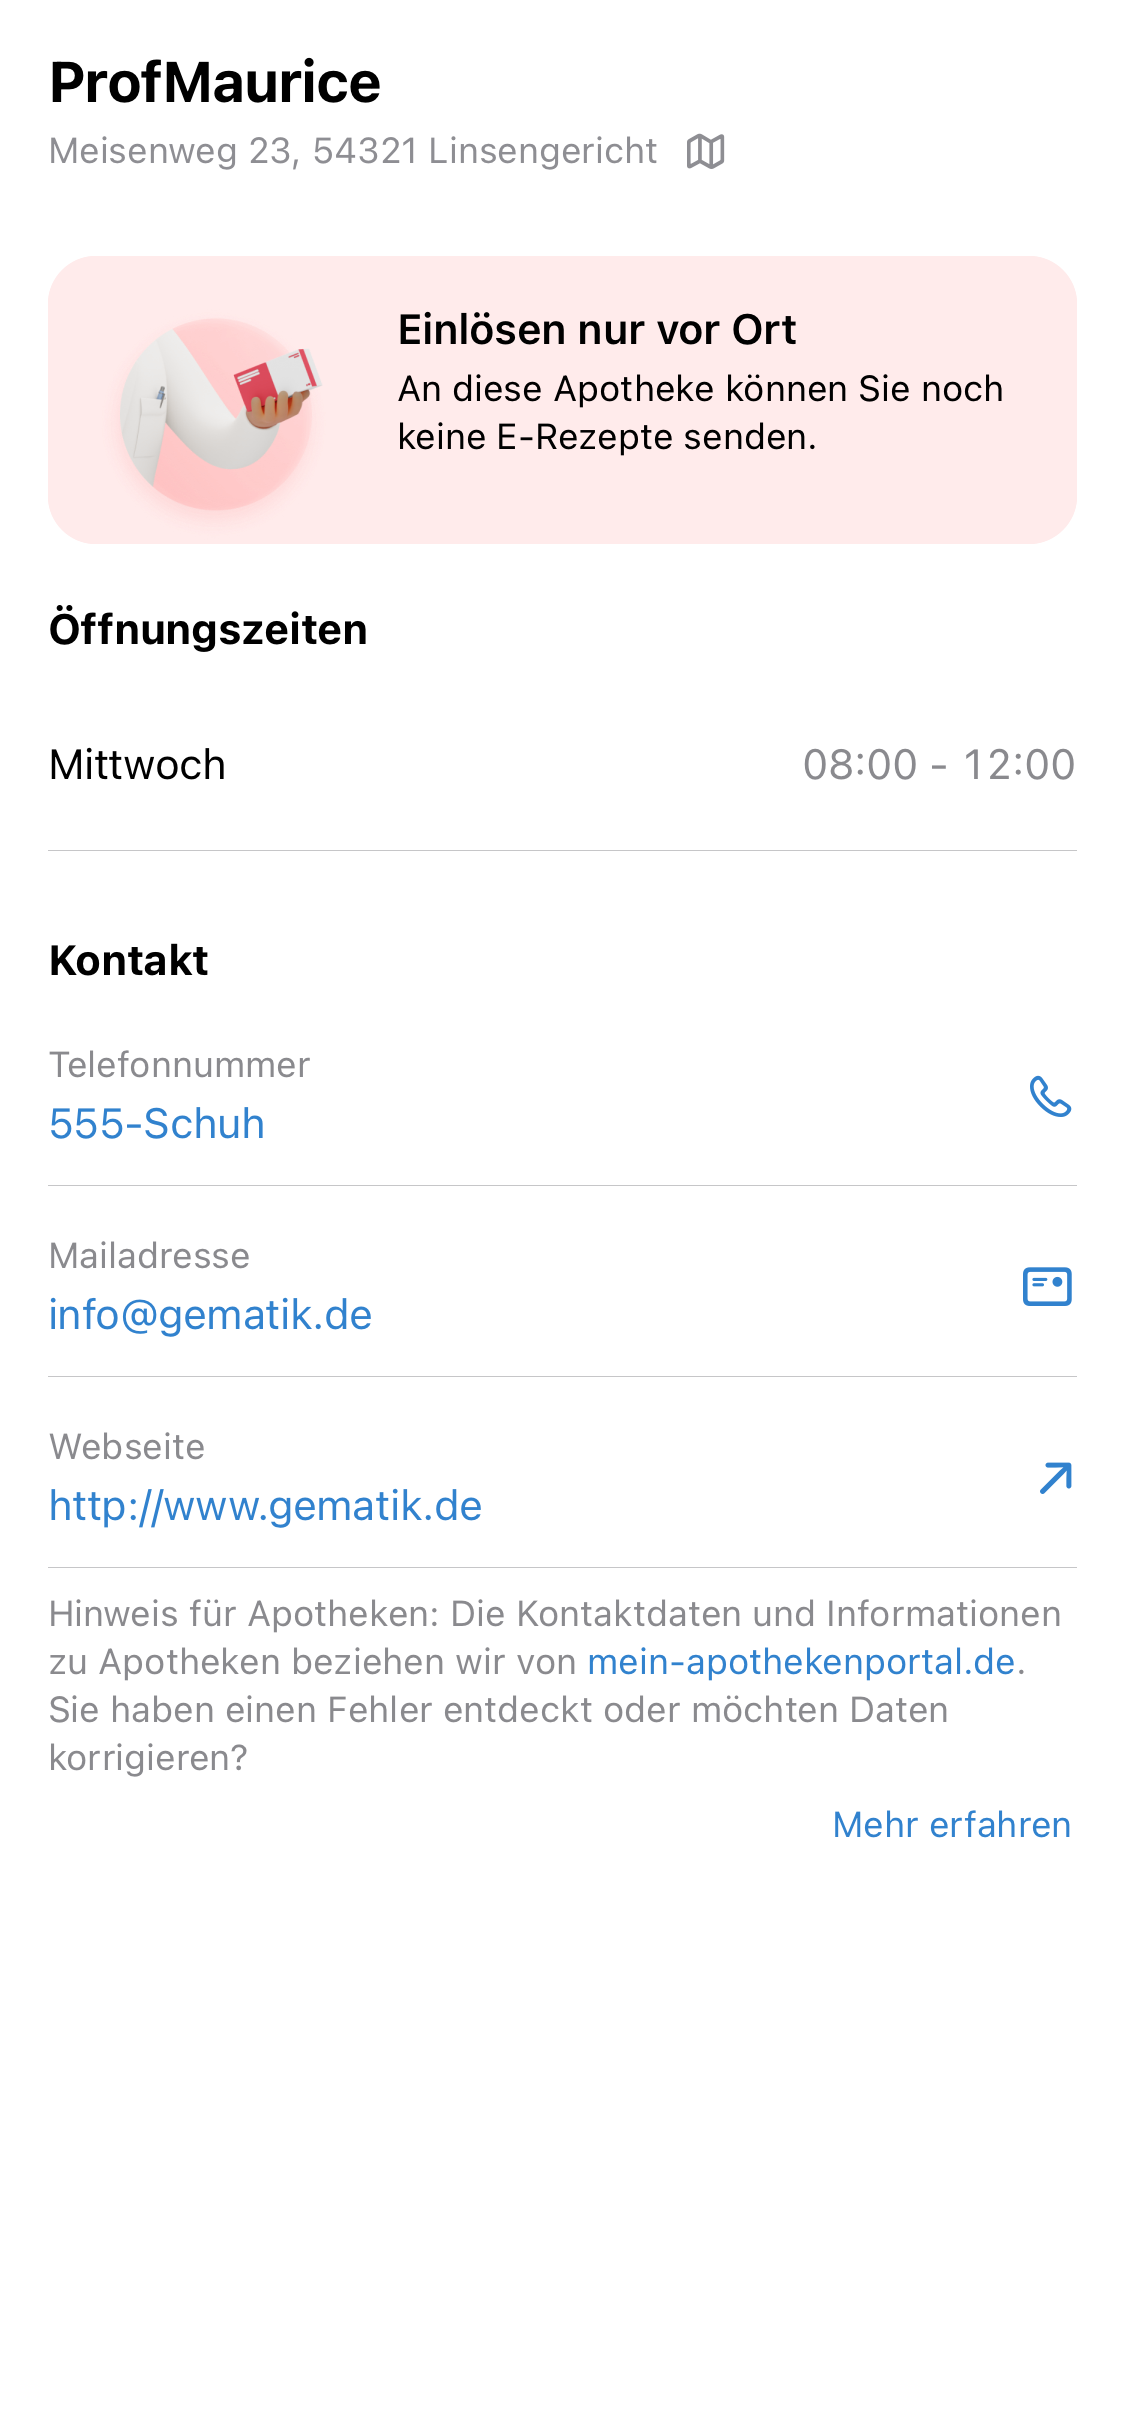 ProfMaurice
Meisenweg 23, 54321 Linsengericht
Einlösen nur vor Ort
An diese Apotheke können Sie noch
keine E-Rezepte senden.
Öffnungszeiten
Mittwoch 08:00 - 12:00
Kontakt
Telefonnummer
555-Schuh
Mailadresse
info@gematik.de
Webseite
http://www.gematik.de
Hinweis für Apotheken: Die Kontaktdaten und Informationen
zu Apotheken beziehen wir von mein-apothekenportal.de.
Sie haben einen Fehler entdeckt oder möchten Daten
korrigieren?
Mehr erfahren